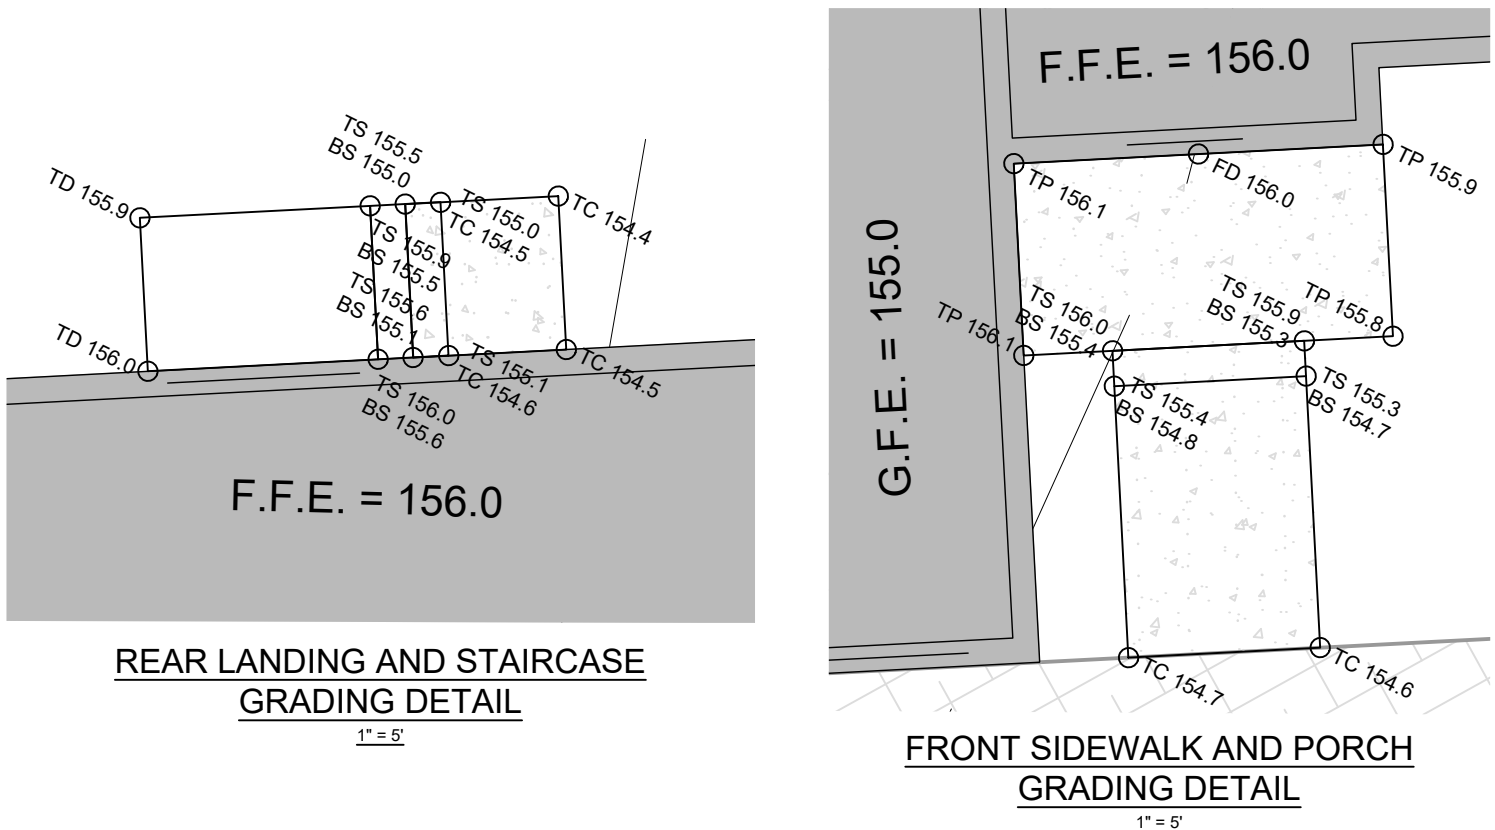 TS 155.5
BS 155.0
TD 155.9
TS 155.0
TC 154.5
TC 154.4
TS 155.9
BS 155.5
TS 155.6
BS 155.1
TD 156.0
TS 155.1
TC 154.6
TC 154.5
TS 156.0
BS 155.6
F.F.E. = 156.0
REAR LANDING AND STAIRCASE
GRADING DETAIL
1" = 5'
F.F.E. = 156.0
TP 156.1
FD 156.0
TP 155.9
G.F.E. = 155.0
TP 156.1
TS 156.0
BS 155.4
TS 155.9
BS 155.3
TP 155.8
TS 155.4
BS 154.8
TS 155.3
BS 154.7
TC 154.7
TC 154.6
FRONT SIDEWALK AND PORCH
GRADING DETAIL
1" = 5'